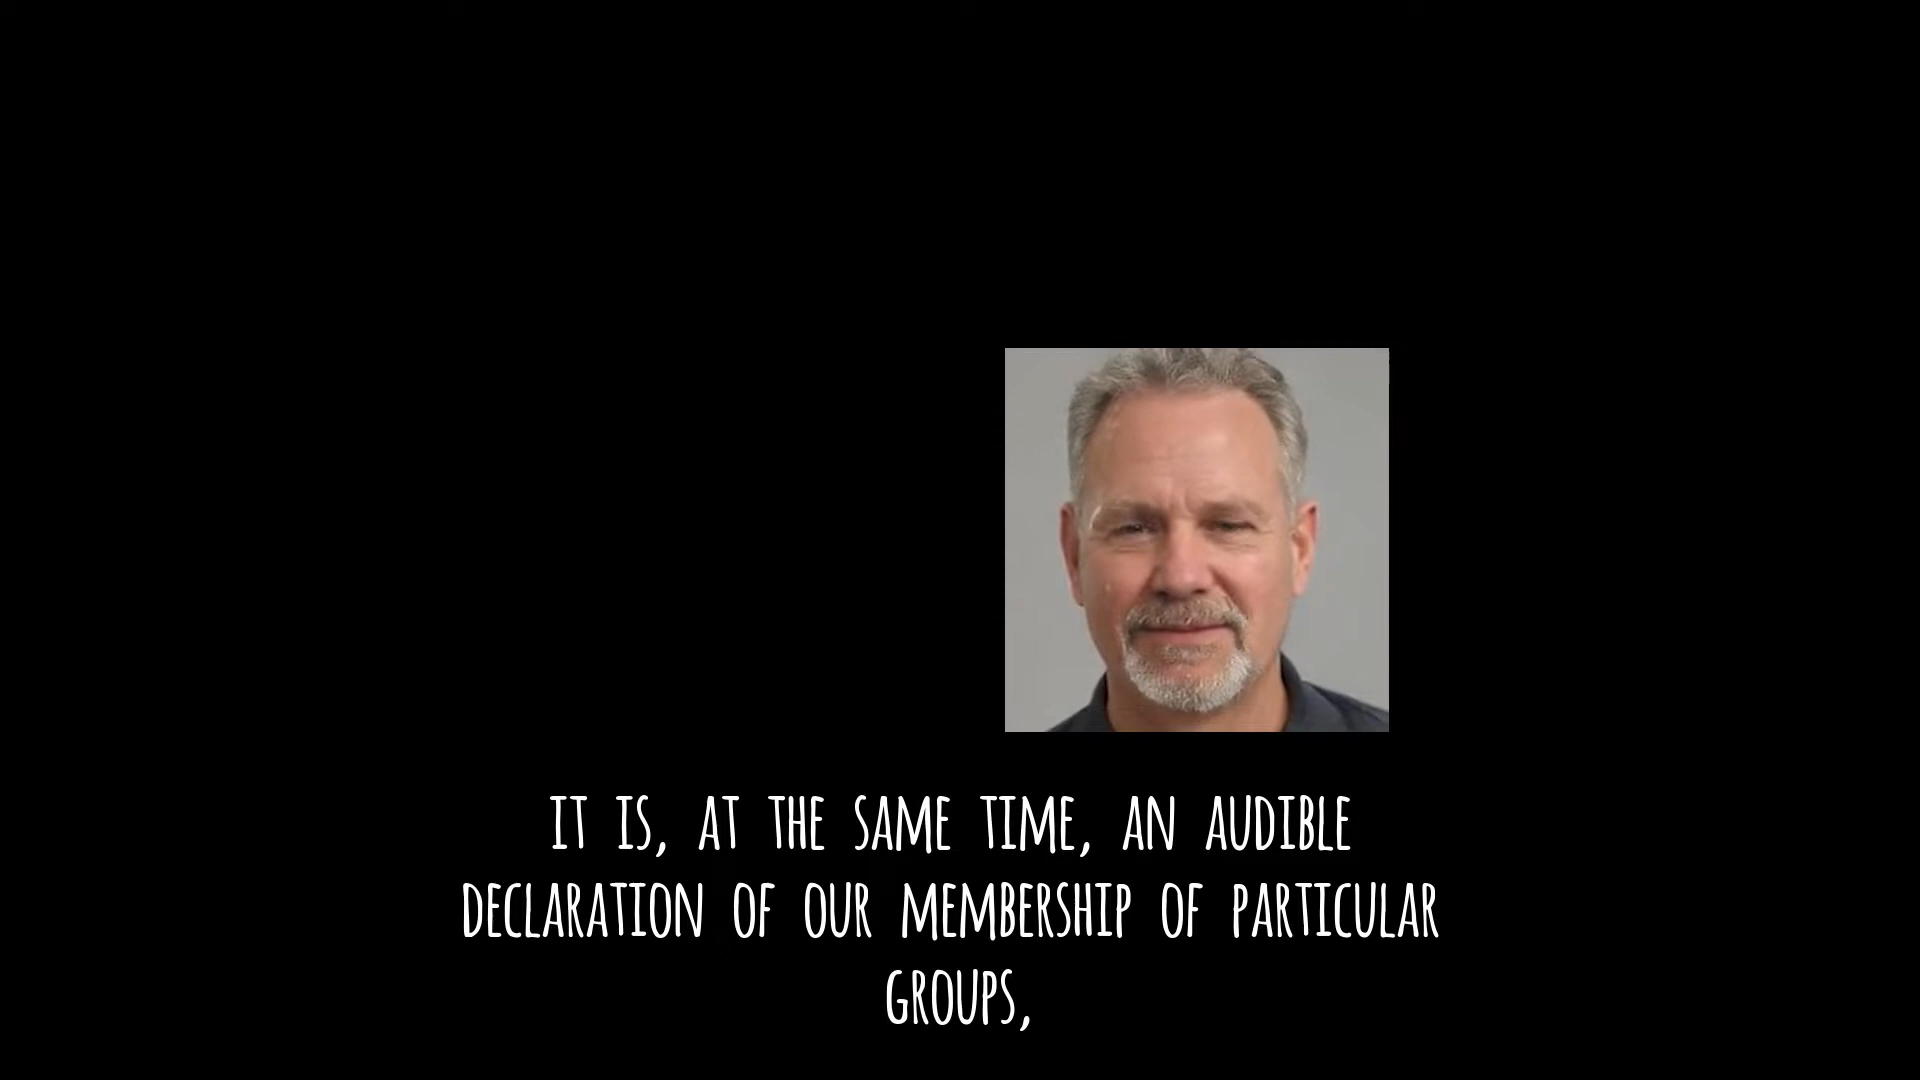 IT IS, AT THE SAME TIME, AN AUDIBLE
DECLARATION OF OUR MEMBERSHIP OF PARTICULAR
GROUPS,